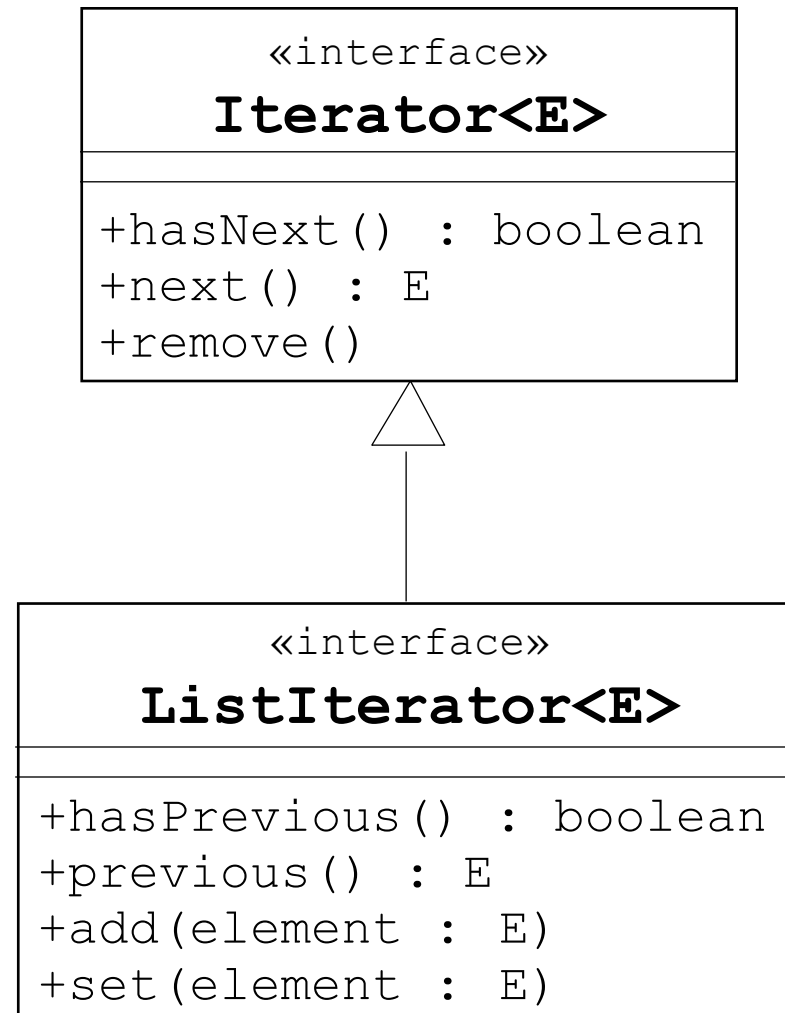 «interface»
Iterator<E>
+hasNext() : boolean
+next() : E
+remove()
«interface»
ListIterator<E>
+hasPrevious() : boolean
+previous() : E
+add(element : E)
+set(element : E)